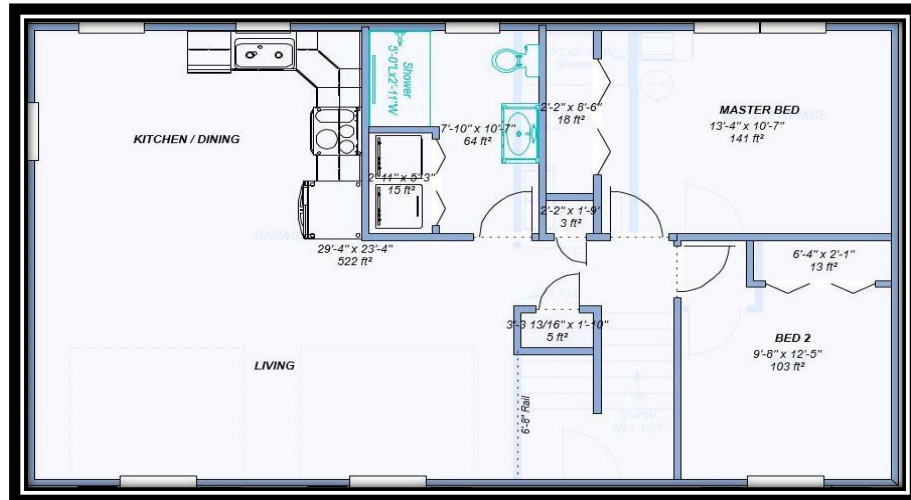 KITCHEN / DINING
Shower
5'-0"Lx2'-11"W
7'-10" x 10'-7"
64 ft²
2'-11" x 5'-3"
15 ft²
2'-2" x 8'-6"
18 ft²
MASTER BED
13'-4" x 10'-7"
141 ft²
2'-2" x 1'-9"
3 ft²
29'-4" x 23'-4"
522 ft²
6'-4" x 2'-1"
13 ft²
3'-3 13/16" x 1'-10"
5 ft²
BED 2
9'-8" x 12'-5"
103 ft²
LIVING
6'-8' Rail